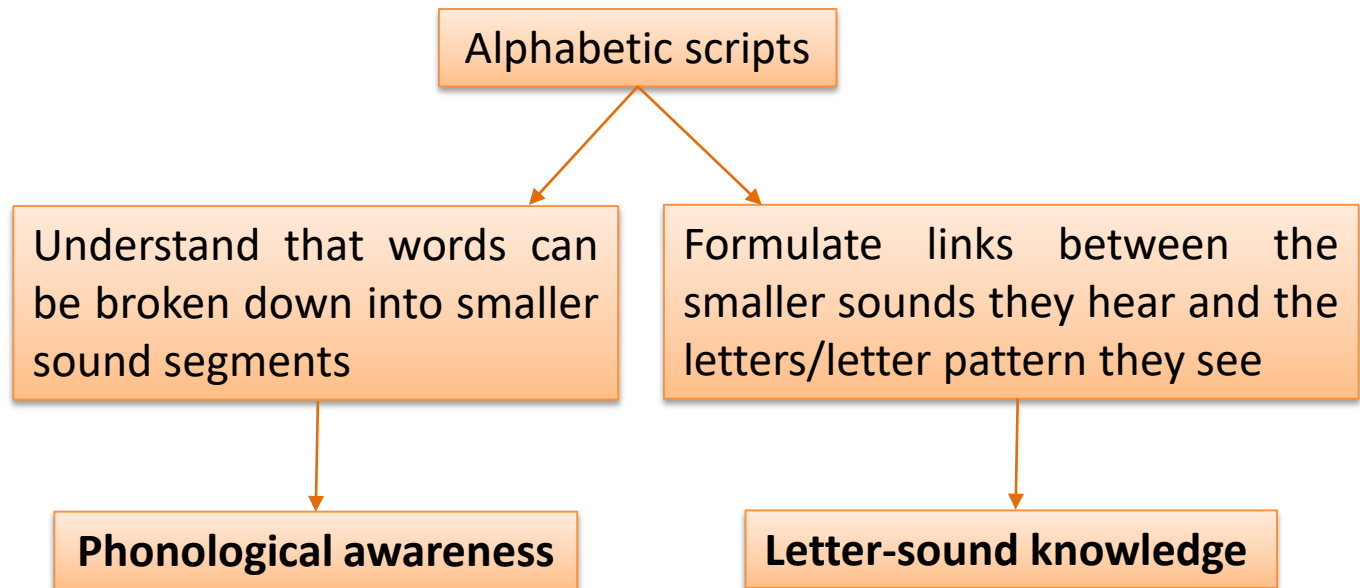 Alphabetic scripts
Understand that words can
be broken down into smaller
sound segments
Formulate links between the
smaller sounds they hear and the
letters/letter pattern they see
Phonological awareness
Letter-sound knowledge